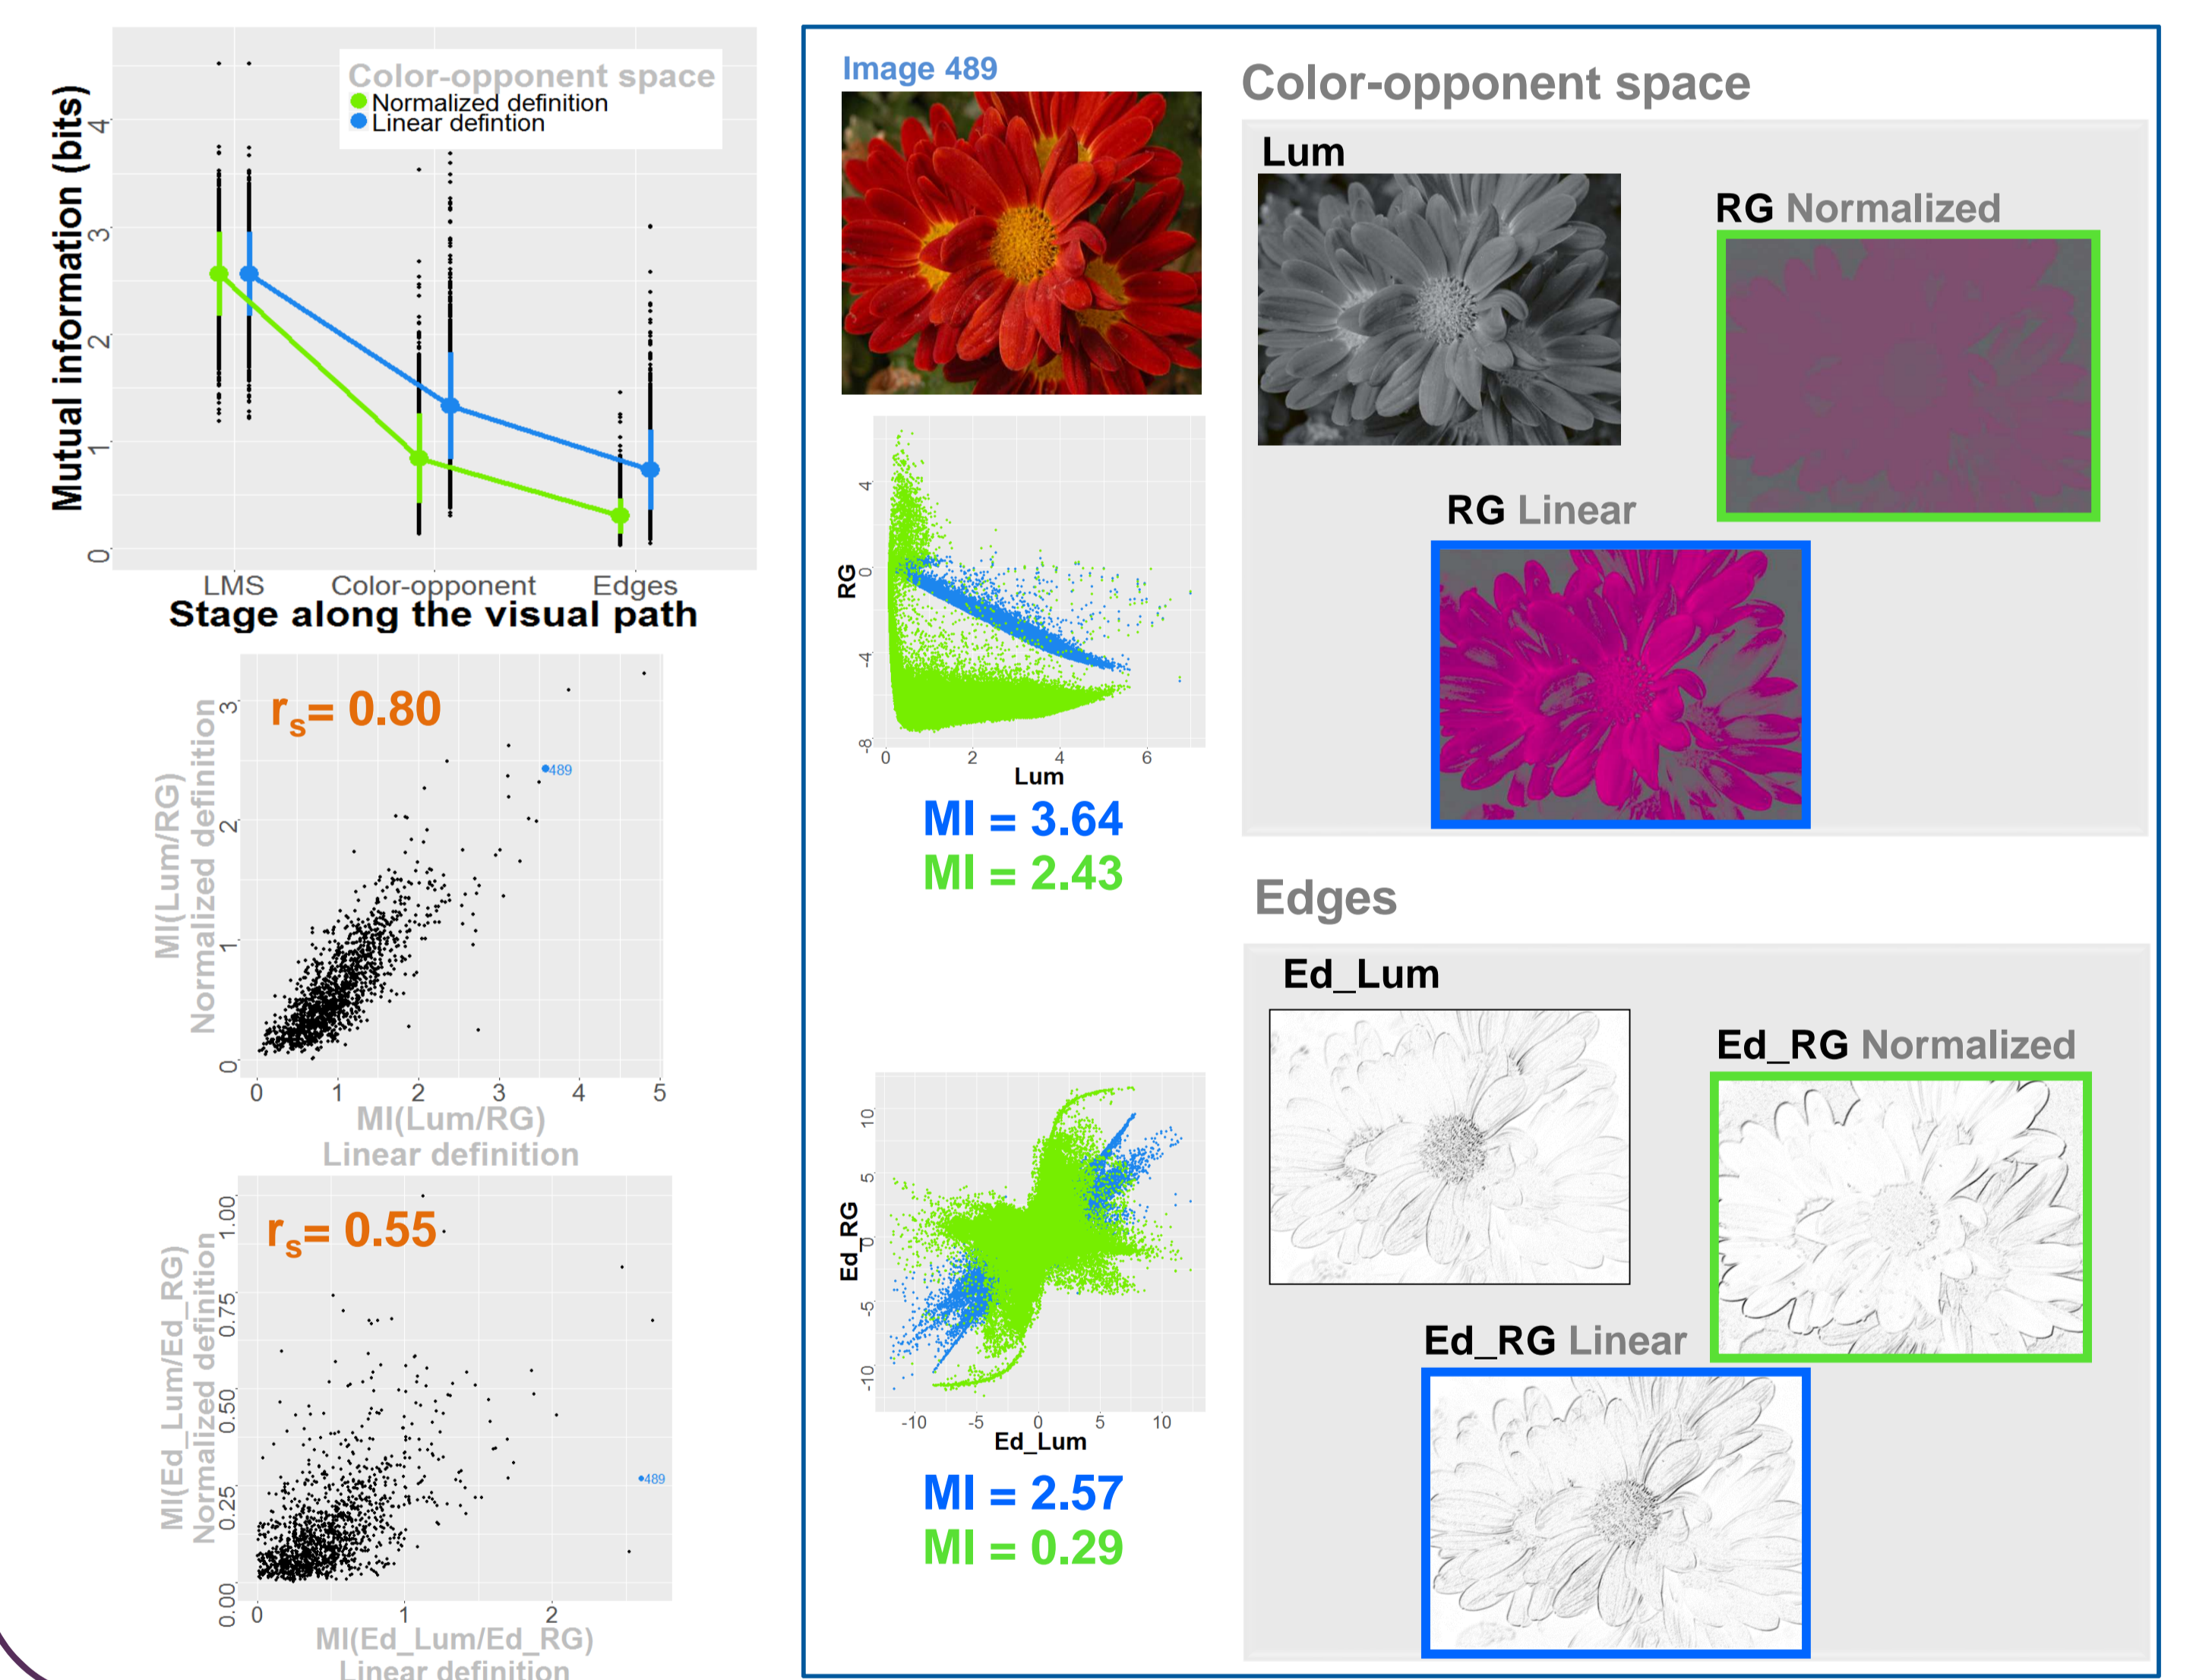 Color-opponent space
Normalized definition
Linear defintion
Mutual information (bits)
4
3
2
1
0
LMS
Color-opponent
Edges
Stage along the visual path
rs= 0.80
489
MI(Lum/RG)
Normalized definition
3
2
1
0
0
1
2
3
4
5
MI(Lum/RG)
Linear definition
rs= 0.55
489
MI(Ed_Lum/Ed_RG)
Normalized definition
1.00
0.75
0.50
0.25
0.00
0
1
2
MI(Ed_Lum/Ed_RG)
Linear definition
Image 489
RG
4
0
-4
-8
0
2
4
6
Lum
MI = 3.64
MI = 2.43
Ed_RG
10
5
0
-5
-10
-10
-5
0
5
10
Ed_Lum
MI = 2.57
MI = 0.29
Color-opponent space
Lum
RG Normalized
RG Linear
Edges
Ed_Lum
Ed_RG Normalized
Ed_RG Linear